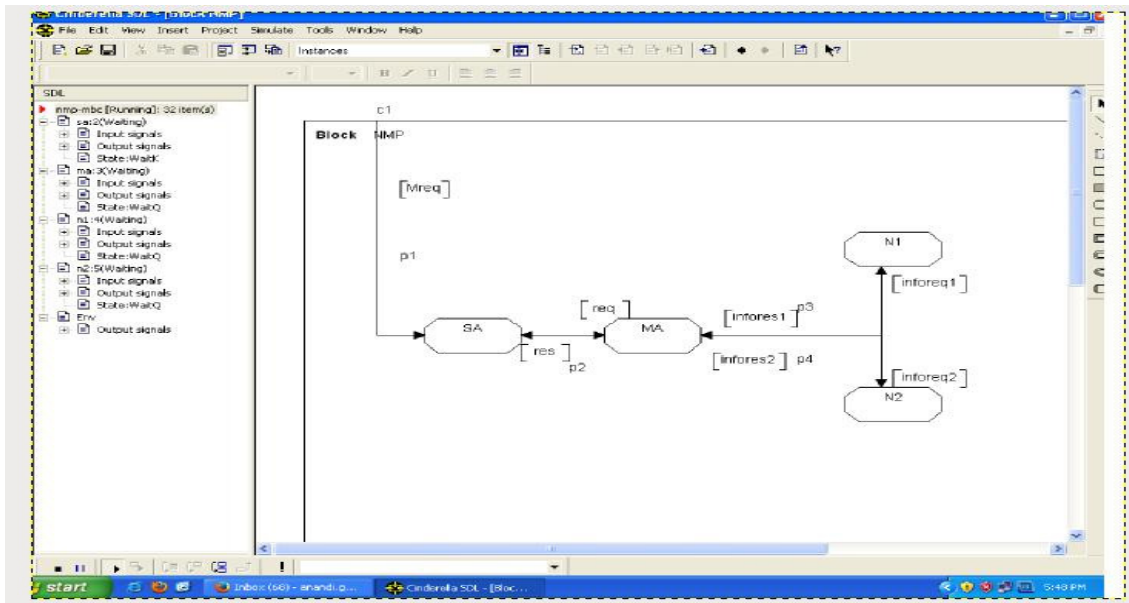 Cinderella SDL - [Block NMP]
File Edit View Insert Project Simulate Tools Window Help
Instances
B I U
SDL
nmp-mbc [Running]: 32 item(s)
sa:2(Waiting)
Input signals
Output signals
State:WaitK
ma:3(Waiting)
Input signals
Output signals
State:WaitQ
n1:4(Waiting)
Input signals
Output signals
State:WaitQ
n2:5(Waiting)
Input signals
Output signals
State:WaitQ
Env
Output signals
c1
Block NMP
[Mreq]
p1
N1
[inforeq1]
[req]
[infores1]
p3
SA
MA
[res]
p2
[infores2]
p4
[inforeq2]
N2
start
Inbox (68) - anandi.g...
Cinderella SDL - [Bloc...
5:48 PM